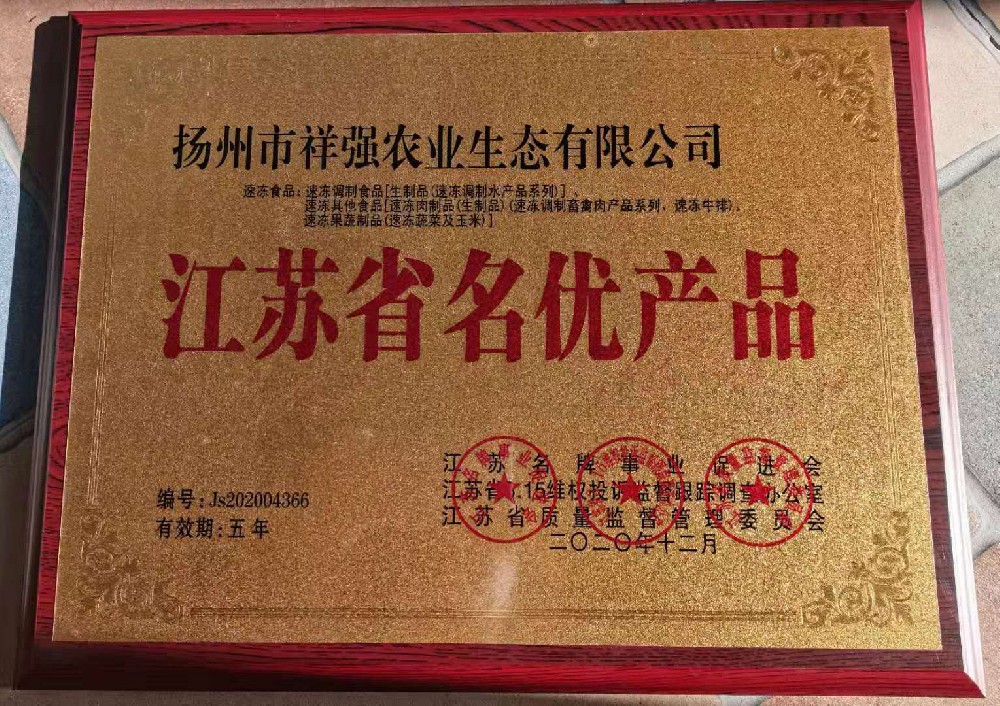 扬州市祥强农业生态有限公司
速冻食品：速冻调制食品[生制品(速冻调制水产品系列)]、
速冻其他食品[速冻肉制品(生制品)(速冻调制畜禽肉产品系列，速冻牛排)、
速冻果蔬制品(速冻蔬菜及玉米)]
江苏省名优产品
江苏名牌事业促进会
江苏省3.15维权投诉监督跟踪调查办公室
江苏省质量监督管理委员会
二〇二〇年十二月
编号：Js202004366
有效期：五年